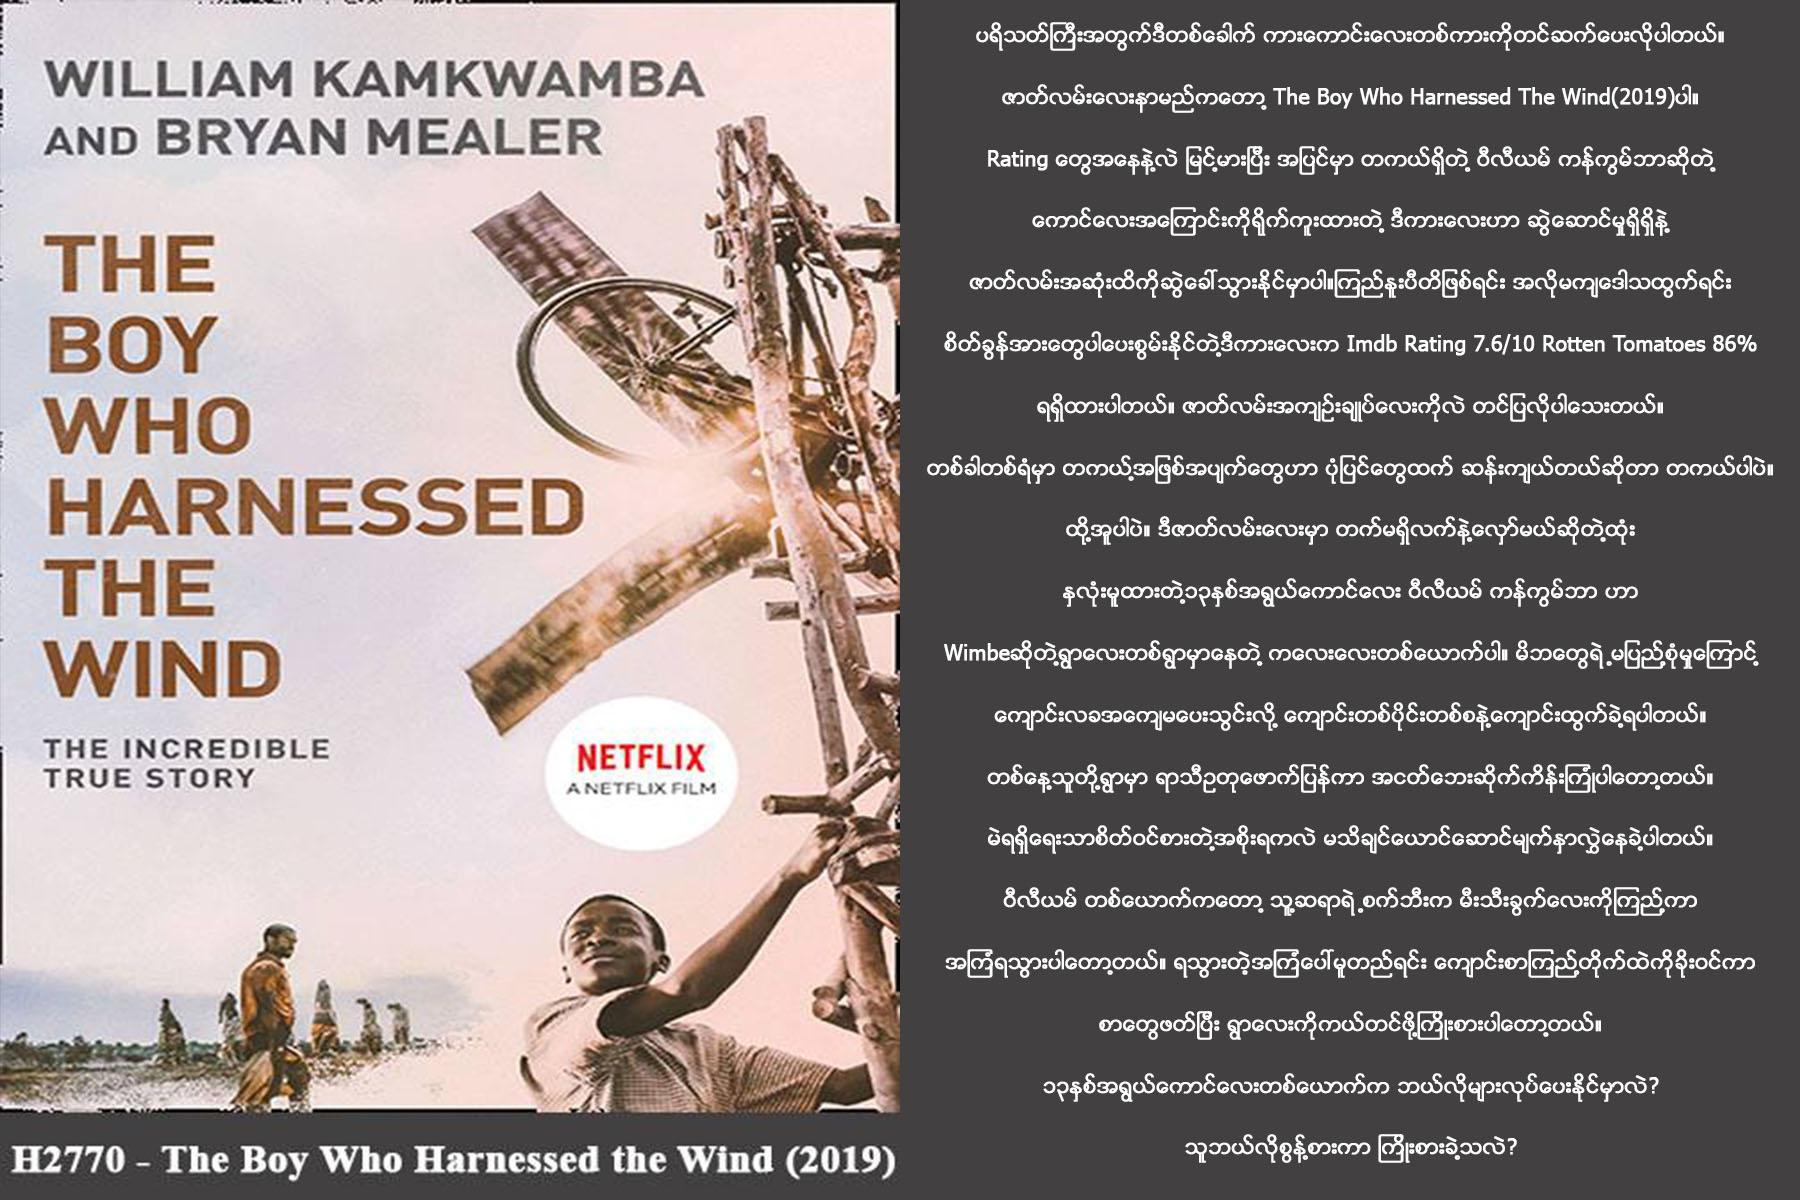 WILLIAM KAMKWAMBA
AND BRYAN MEALER
THE
BOY
WHO
HARNESSED
THE
WIND
THE INCREDIBLE
TRUE STORY
NETFLIX
A NETFLIX FILM
H2770 - The Boy Who Harnessed the Wind (2019)
ပရိသတ်ကြီးအတွက်ဒီတစ်ခေါက် ကားကောင်းလေးတစ်ကားကိုတင်ဆက်ပေးလိုပါတယ်။
ဇာတ်လမ်းလေးနာမည်ကတော့ The Boy Who Harnessed The Wind(2019)ပါ။
Rating တွေအနေနဲ့လဲ မြင့်မားပြီး အပြင်မှာ တကယ်ရှိတဲ့ ဝီလီယမ် ကန်ကွမ်ဘာဆိုတဲ့
ကောင်လေးအကြောင်းကိုရိုက်ကူးထားတဲ့ ဒီကားလေးဟာ ဆွဲဆောင်မှုရှိရှိနဲ့
ဇာတ်လမ်းအဆုံးထိကိုဆွဲခေါ်သွားနိုင်မှာပါ။ကြည်နူးပီတိဖြစ်ရင်း အလိုမကျဒေါသထွက်ရင်း
စိတ်ခွန်အားတွေပါပေးစွမ်းနိုင်တဲ့ဒီကားလေးက Imdb Rating 7.6/10 Rotten Tomatoes 86%
ရရှိထားပါတယ်။ ဇာတ်လမ်းအကျဉ်းချုပ်လေးကိုလဲ တင်ပြလိုပါသေးတယ်။
တစ်ခါတစ်ရံမှာ တကယ့်အဖြစ်အပျက်တွေဟာ ပုံပြင်တွေထက် ဆန်းကျယ်တယ်ဆိုတာ တကယ်ပါပဲ။
ထို့အူပါပဲ။ ဒီဇာတ်လမ်းလေးမှာ တက်မရှိလက်နဲ့လှော်မယ်ဆိုတဲ့ထုံး
နှလုံးမူထားတဲ့၁၃နှစ်အရွယ်ကောင်လေး ဝီလီယမ် ကန်ကွမ်ဘာ ဟာ
Wimbeဆိုတဲ့ရွာလေးတစ်ရွာမှာနေတဲ့ ကလေးလေးတစ်ယောက်ပါ။ မိဘတွေရဲ့မပြည့်စုံမှုကြောင့်
ကျောင်းလခအကျေမပေးသွင်းလို့ ကျောင်းတစ်ပိုင်းတစ်စနဲ့ကျောင်းထွက်ခဲ့ရပါတယ်။
တစ်နေ့သူတို့ရွာမှာ ရာသီဥတုဖောက်ပြန်ကာ အငတ်ဘေးဆိုက်ကိန်းကြုံပါတော့တယ်။
မဲရရှိရေးသာစိတ်ဝင်စားတဲ့အစိုးရကလဲ မသိချင်ယောင်ဆောင်မျက်နှာလွှဲနေခဲ့ပါတယ်။
ဝီလီယမ် တစ်ယောက်ကတော့ သူ့ဆရာရဲ့စက်ဘီးက မီးသီးခွက်လေးကိုကြည့်ကာ
အကြံရသွားပါတော့တယ်။ ရသွားတဲ့အကြံပေါ်မူတည်ရင်း ကျောင်းစာကြည့်တိုက်ထဲကိုခိုးဝင်ကာ
စာတွေဖတ်ပြီး ရွာလေးကိုကယ်တင်ဖို့ကြိုးစားပါတော့တယ်။
၁၃နှစ်အရွယ်ကောင်လေးတစ်ယောက်က ဘယ်လိုများလုပ်ပေးနိုင်မှာလဲ?
သူဘယ်လိုစွန့်စားကာ ကြိုးစားခဲ့သလဲ?